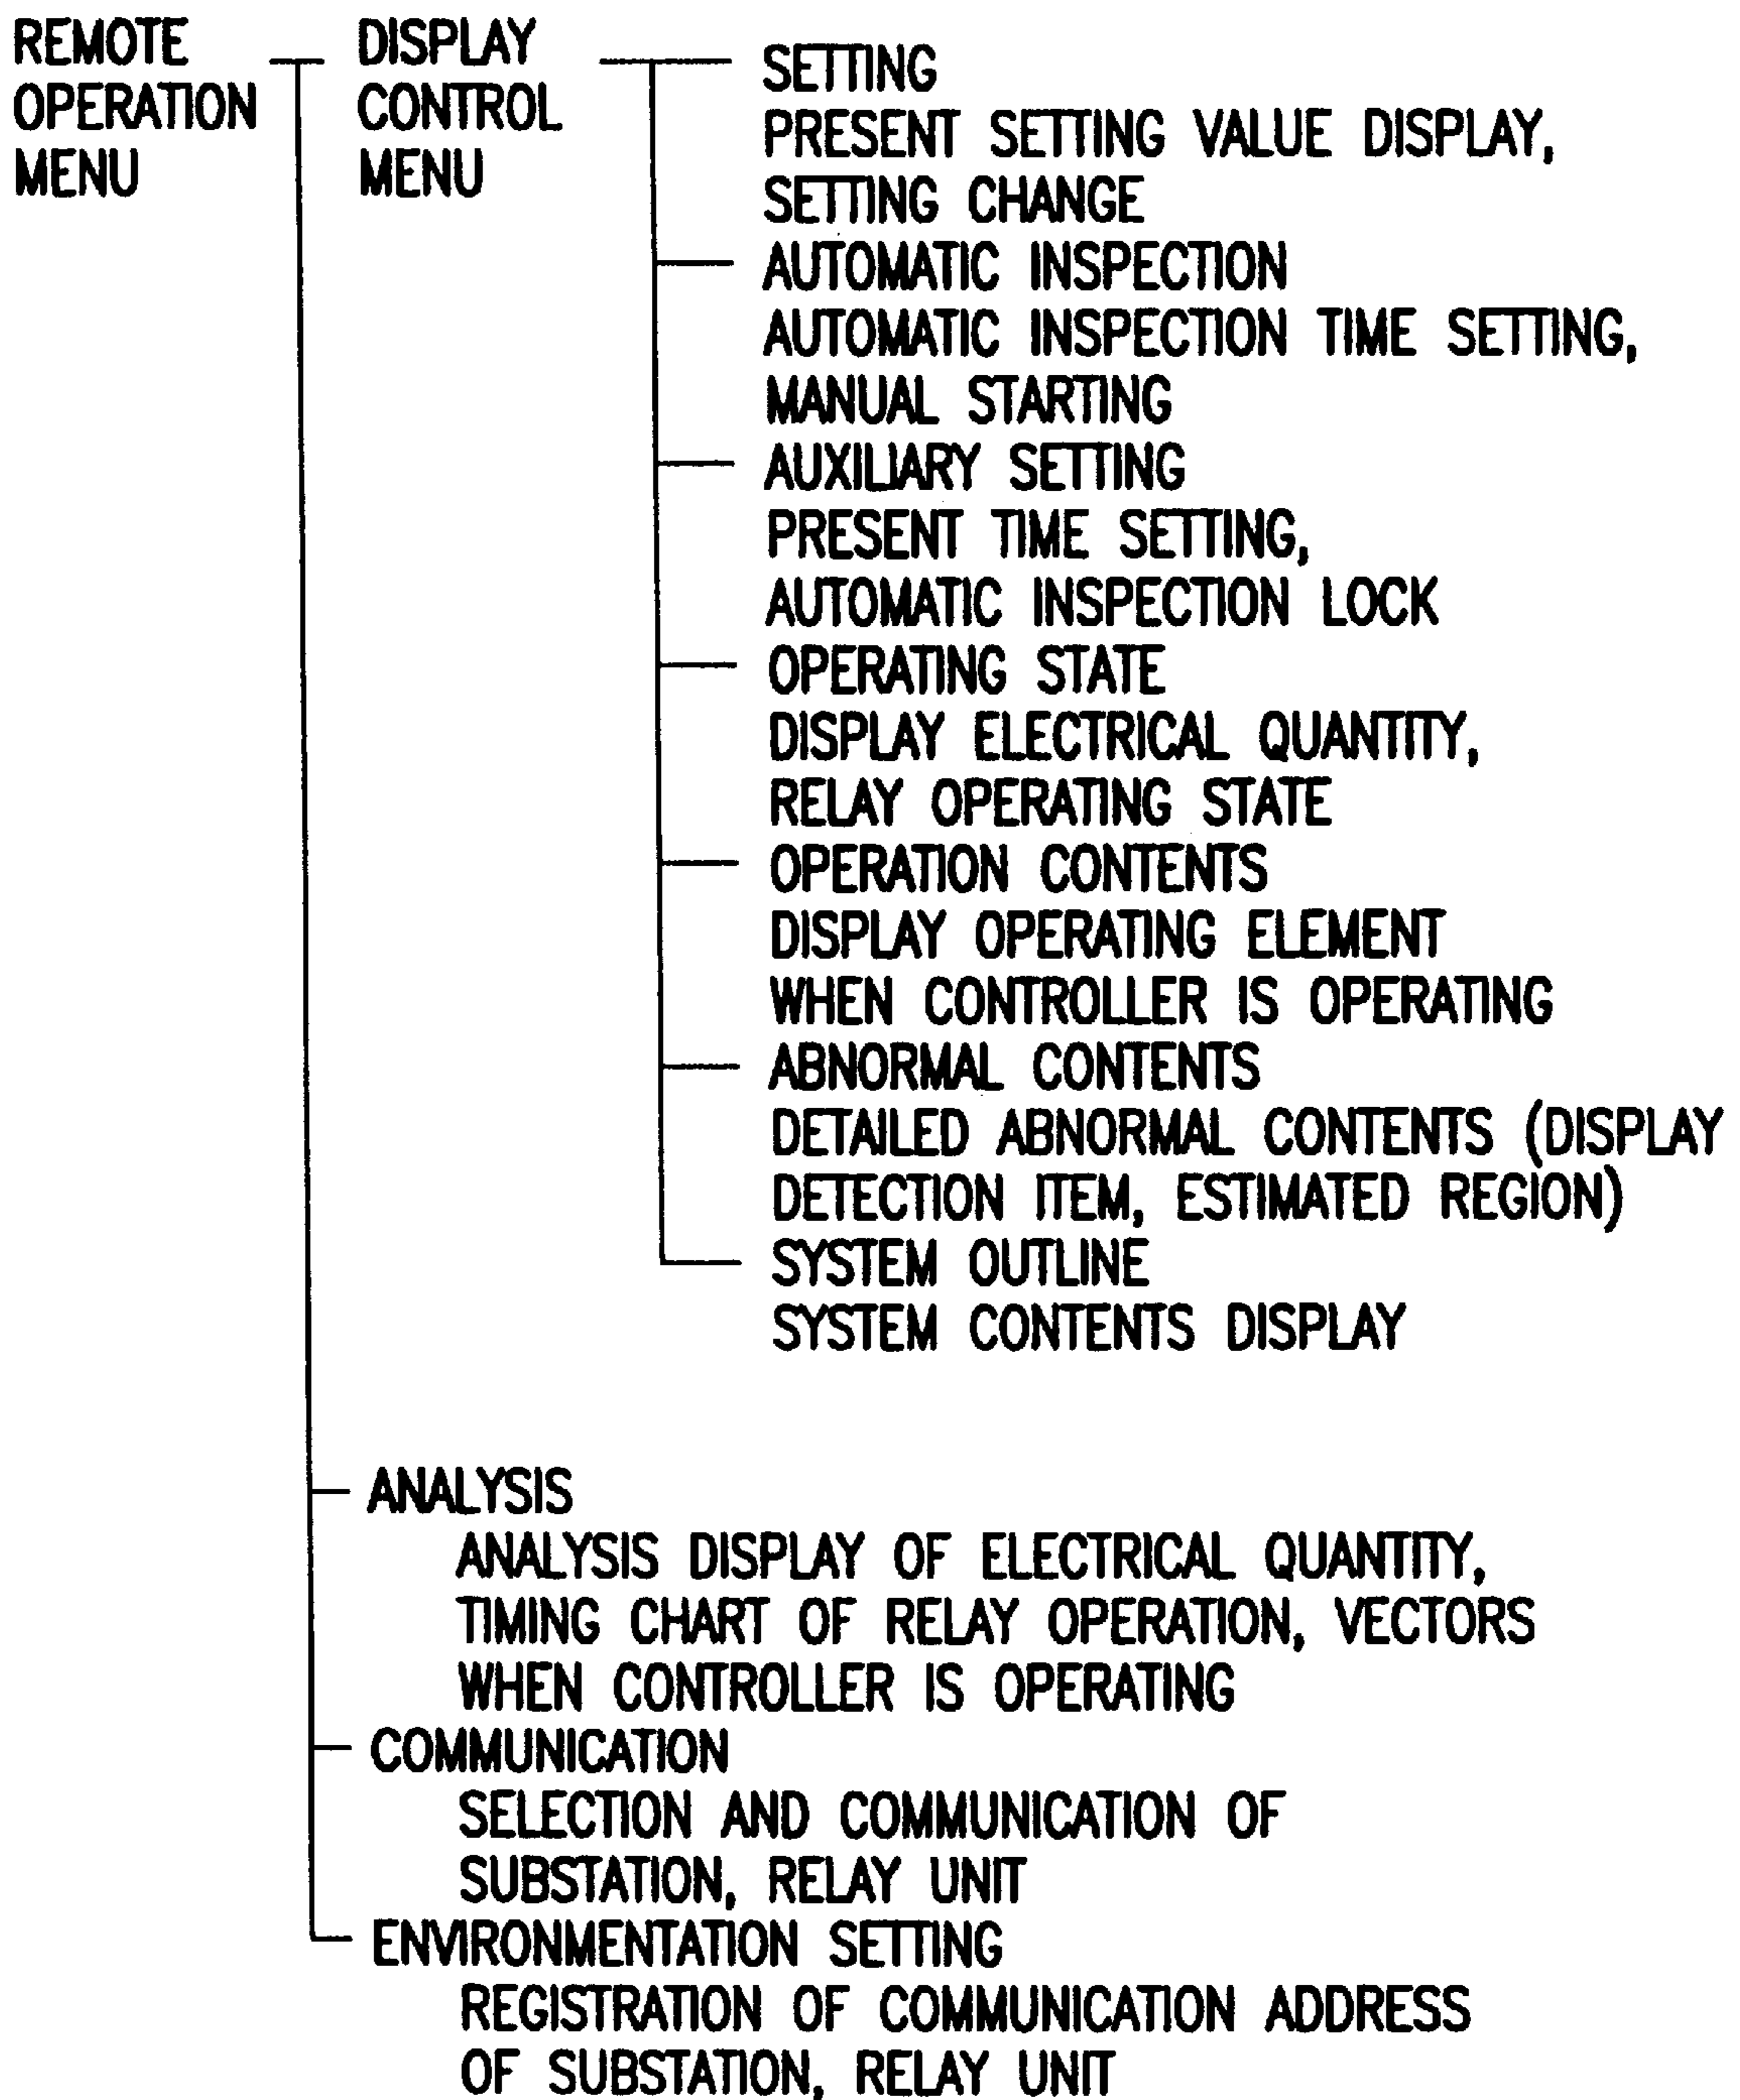 REMOTE
OPERATION
MENU
DISPLAY
CONTROL
MENU
SETTING
PRESENT SETTING VALUE DISPLAY,
SETTING CHANGE
AUTOMATIC INSPECTION
AUTOMATIC INSPECTION TIME SETTING,
MANUAL STARTING
AUXILIARY SETTING
PRESENT TIME SETTING,
AUTOMATIC INSPECTION LOCK
OPERATING STATE
DISPLAY ELECTRICAL QUANTITY,
RELAY OPERATING STATE
OPERATION CONTENTS
DISPLAY OPERATING ELEMENT
WHEN CONTROLLER IS OPERATING
ABNORMAL CONTENTS
DETAILED ABNORMAL CONTENTS (DISPLAY
DETECTION ITEM, ESTIMATED REGION)
SYSTEM OUTLINE
SYSTEM CONTENTS DISPLAY
ANALYSIS
ANALYSIS DISPLAY OF ELECTRICAL QUANTITY,
TIMING CHART OF RELAY OPERATION, VECTORS
WHEN CONTROLLER IS OPERATING
COMMUNICATION
SELECTION AND COMMUNICATION OF
SUBSTATION, RELAY UNIT
ENVIRONMENTATION SETTING
REGISTRATION OF COMMUNICATION ADDRESS
OF SUBSTATION, RELAY UNIT